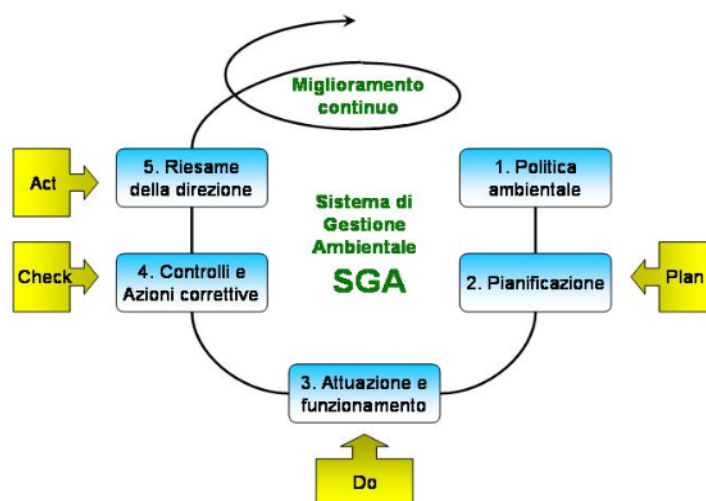 Miglioramento
continuo
5. Riesame
della direzione
1. Politica
ambientale
Act
Sistema di
Gestione
Ambientale
SGA
Check
4. Controlli e
Azioni correttive
2. Pianificazione
Plan
3. Attuazione e
funzionamento
Do